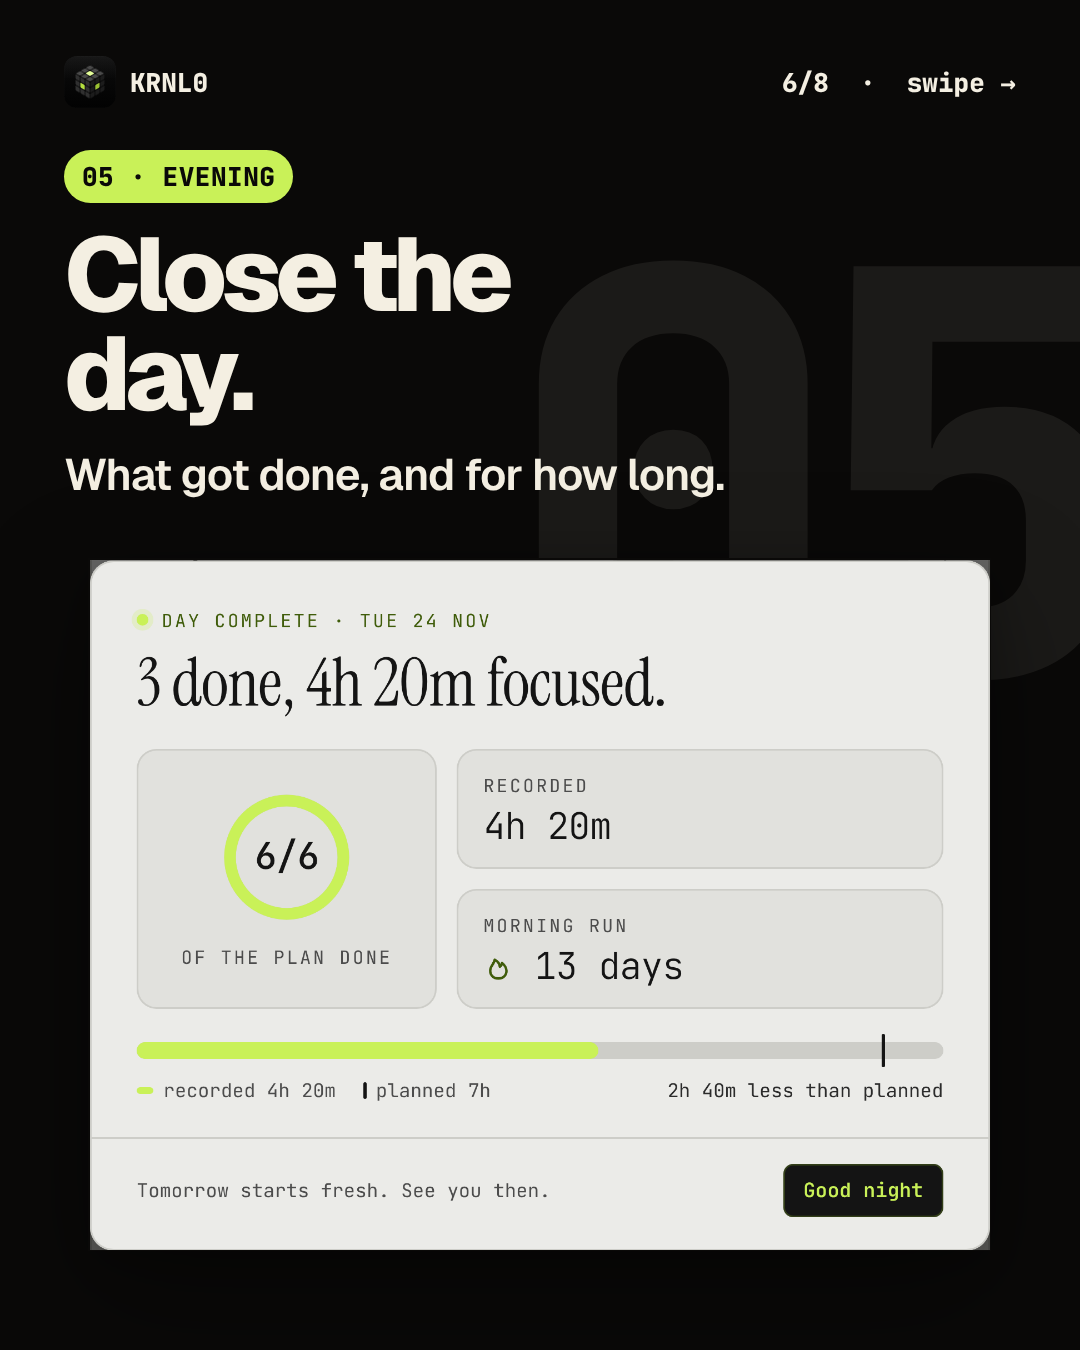 KRNL0
6/8 · swipe →
05 · EVENING
05
Close the
day.
What got done, and for how long.
DAY COMPLETE · TUE 24 NOV
3 done, 4h 20m focused.
6/6
OF THE PLAN DONE
RECORDED
4h 20m
MORNING RUN
13 days
recorded 4h 20m
planned 7h
2h 40m less than planned
Tomorrow starts fresh. See you then.
Good night